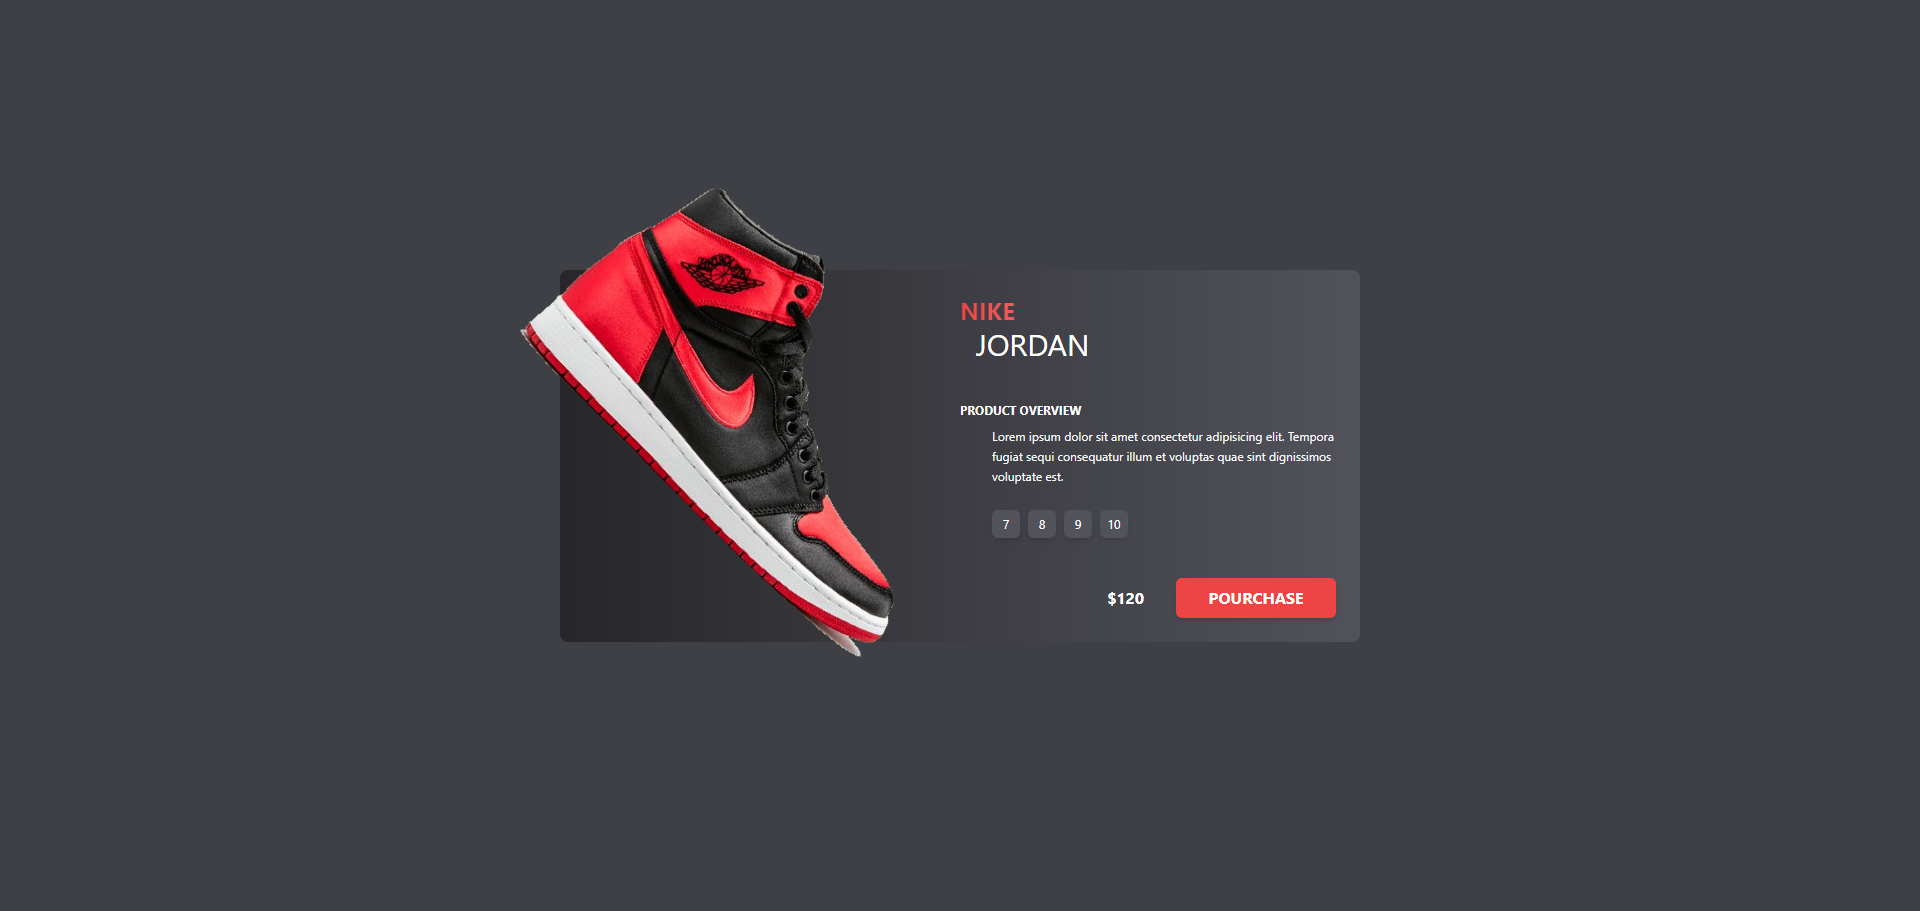 NIKE
JORDAN
PRODUCT OVERVIEW
Lorem ipsum dolor sit amet consectetur adipisicing elit. Tempora
fugiat sequi consequatur illum et voluptas quae sint dignissimos
voluptate est.
7 8 9 10
$120 POURCHASE